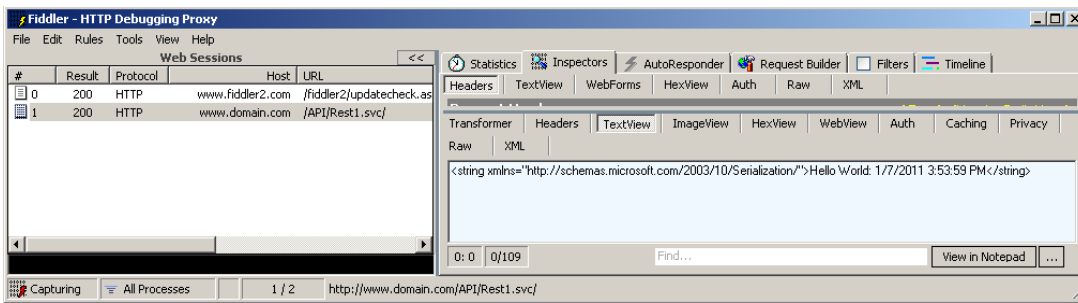 Fiddler - HTTP Debugging Proxy
File Edit Rules Tools View Help
Web Sessions <<
# Result Protocol Host URL
0 200 HTTP www.fiddler2.com /fiddler2/updatecheck.as
1 200 HTTP www.domain.com /API/Rest1.svc/
Statistics Inspectors AutoResponder Request Builder Filters Timeline
Headers TextView WebForms HexView Auth Raw XML
Transformer Headers TextView ImageView HexView WebView Auth Caching Privacy
Raw XML
<string xmlns="http://schemas.microsoft.com/2003/10/Serialization/">Hello World: 1/7/2011 3:53:59 PM</string>
0: 0 0/109 Find... View in Notepad ...
Capturing All Processes 1 / 2 http://www.domain.com/API/Rest1.svc/